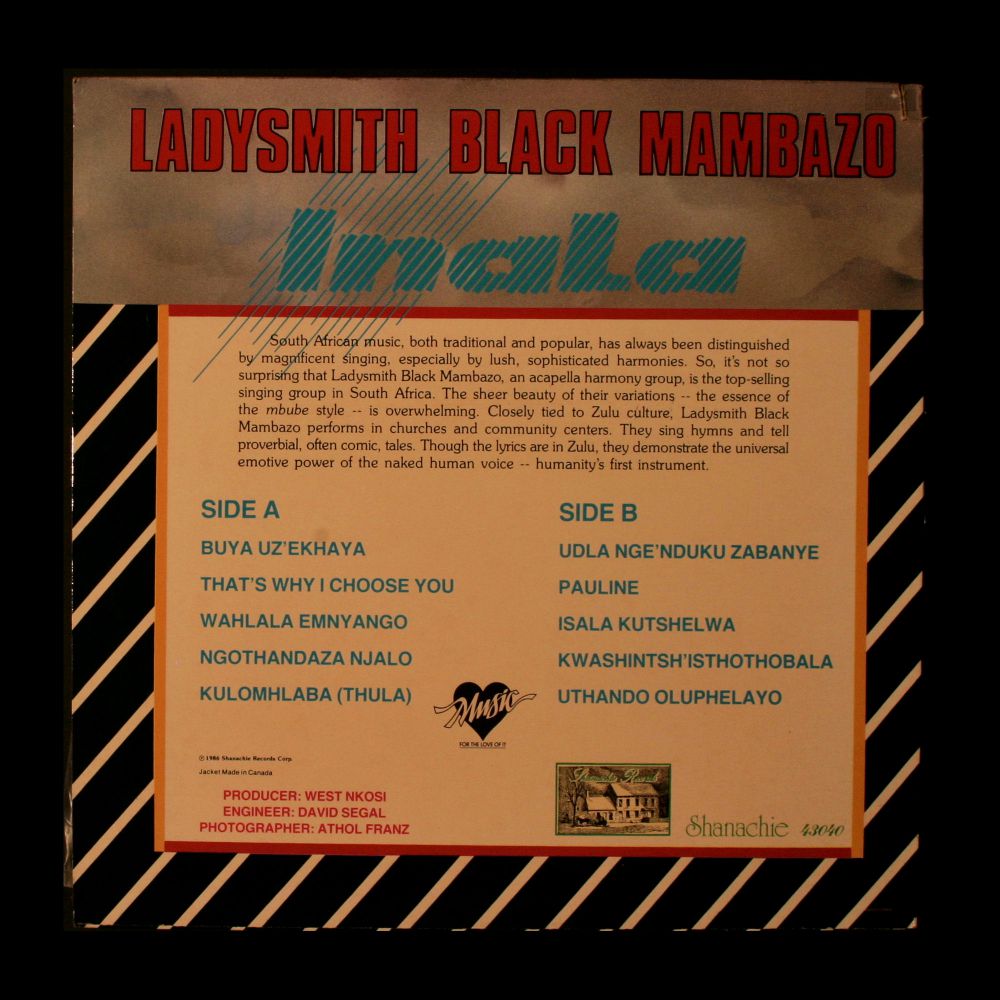 LADYSMITH BLACK MAMBAZO
Inala
South African music, both traditional and popular, has always been distinguished
by magnificent singing, especially by lush, sophisticated harmonies. So, it's not so
surprising that Ladysmith Black Mambazo, an acapella harmony group, is the top-selling
singing group in South Africa. The sheer beauty of their variations -- the essence of
the mbube style -- is overwhelming. Closely tied to Zulu culture, Ladysmith Black
Mambazo performs in churches and community centers. They sing hymns and tell
proverbial, often comic, tales. Though the lyrics are in Zulu, they demonstrate the universal
emotive power of the naked human voice -- humanity's first instrument.
SIDE A
BUYA UZ'EKHAYA
THAT'S WHY I CHOOSE YOU
WAHLALA EMNYANGO
NGOTHANDAZA NJALO
KULOMHLABA (THULA)
SIDE B
UDLA NGE'NDUKU ZABANYE
PAULINE
ISALA KUTSHELWA
KWASHINTSH'ISTHOTHOBALA
UTHANDO OLUPHELAYO
Music
FOR THE LOVE OF IT
℗ 1986 Shanachie Records Corp.
Jacket Made in Canada
PRODUCER: WEST NKOSI
ENGINEER: DAVID SEGAL
PHOTOGRAPHER: ATHOL FRANZ
Shanachie Records
Shanachie 43040